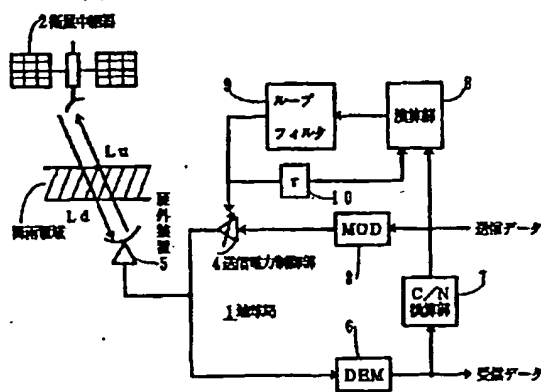 2 衛星中継器
Lu
Ld
降雨領域
屋外装置
5
9
ループ
フィルタ
演算部
8
τ
10
4 送信電力制御部
MOD
送信データ
1 地球局
C/N
演算部
7
6
DEM
受信データ